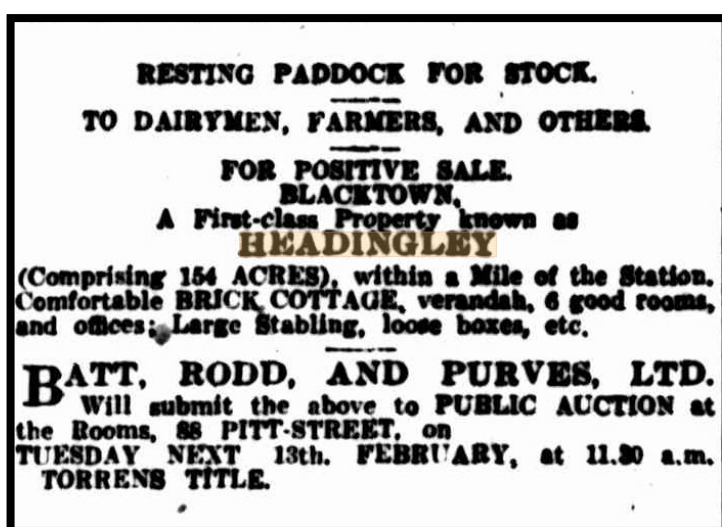 RESTING PADDOCK FOR STOCK.
TO DAIRYMEN, FARMERS, AND OTHERS.
FOR POSITIVE SALE.
BLACKTOWN,
A First-class Property known as
HEADINGLEY
(Comprising 154 ACRES), within a Mile of the Station.
Comfortable BRICK COTTAGE, verandah, 6 good rooms,
and offices; Large Stabling, loose boxes, etc.
BATT, RODD, AND PURVES, LTD.
Will submit the above to PUBLIC AUCTION at
the Rooms, 88 PITT-STREET, on
TUESDAY NEXT 13th. FEBRUARY, at 11.30 a.m.
TORRENS TITLE.